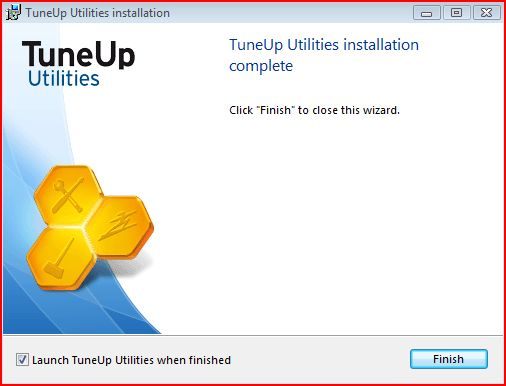 TuneUp Utilities installation
TuneUp
Utilities
TuneUp Utilities installation
complete
Click "Finish" to close this wizard.
Launch TuneUp Utilities when finished
Finish